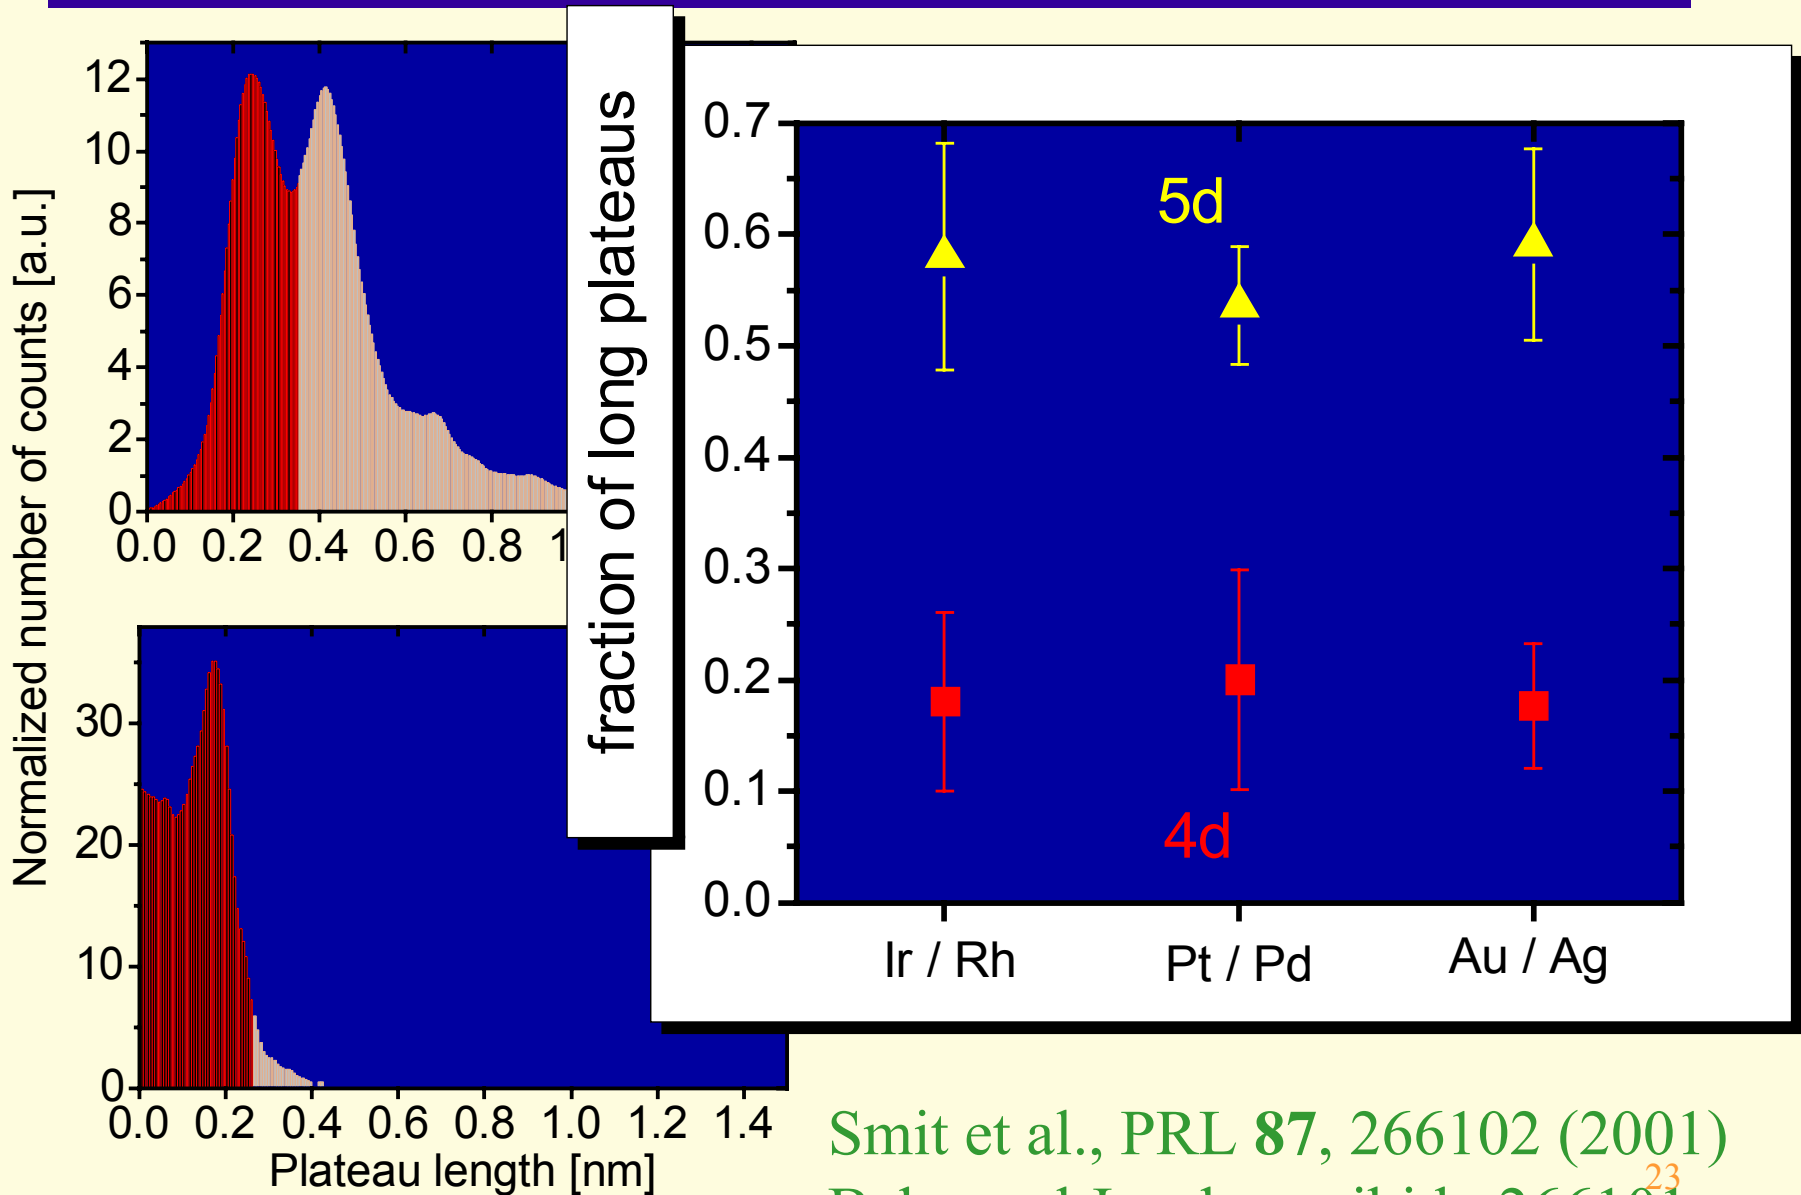 Normalized number of counts [a.u.]
12
10
8
6
4
2
0
0.0 0.2 0.4 0.6 0.8 1
30
20
10
0
0.0 0.2 0.4 0.6 0.8 1.0 1.2 1.4
Plateau length [nm]
fraction of long plateaus
0.7
0.6
0.5
0.4
0.3
0.2
0.1
0.0
5d
4d
Ir / Rh Pt / Pd Au / Ag
Smit et al., PRL 87, 266102 (2001)
23